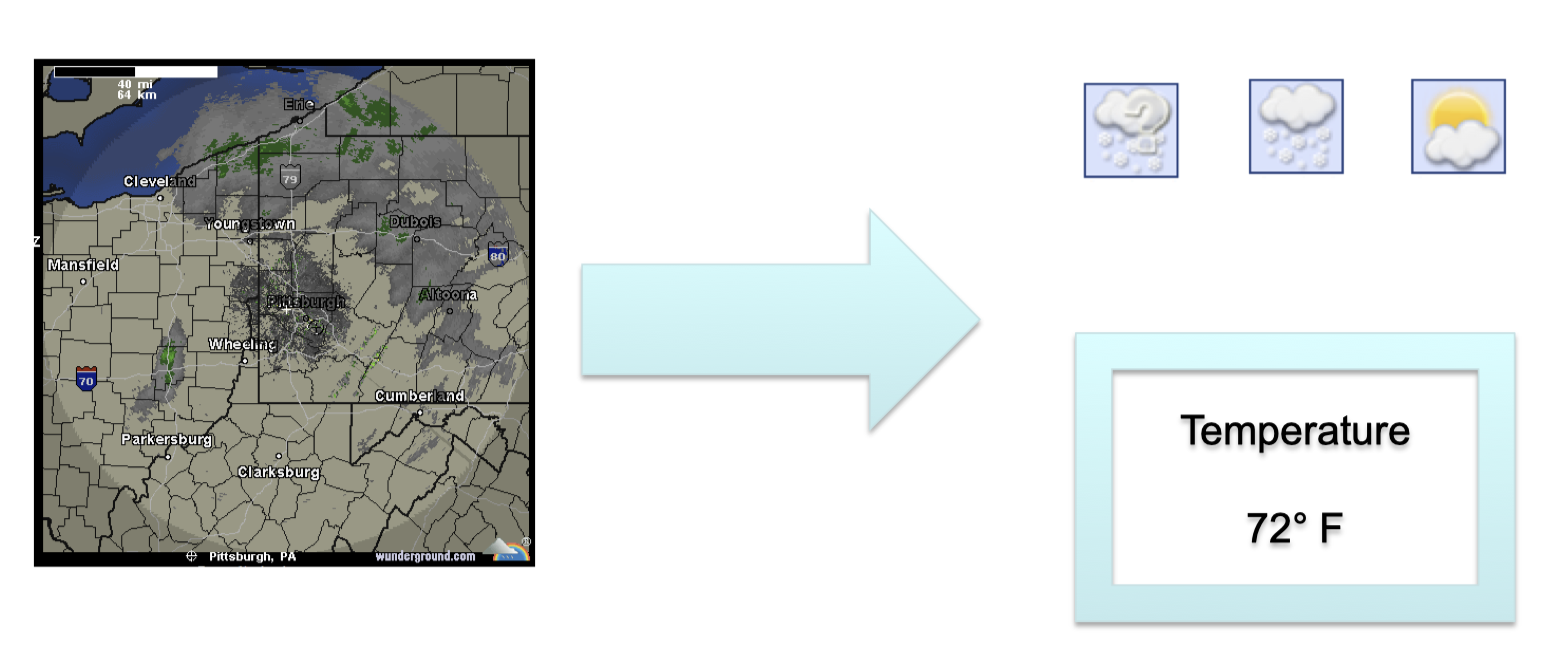 40 mi
64 km
Erie
79
Cleveland
Youngstown
Dubois
80
Mansfield
Pittsburgh
Altoona
Wheeling
70
Cumberland
Parkersburg
Clarksburg
Pittsburgh, PA
wunderground.com
?
Temperature
72° F